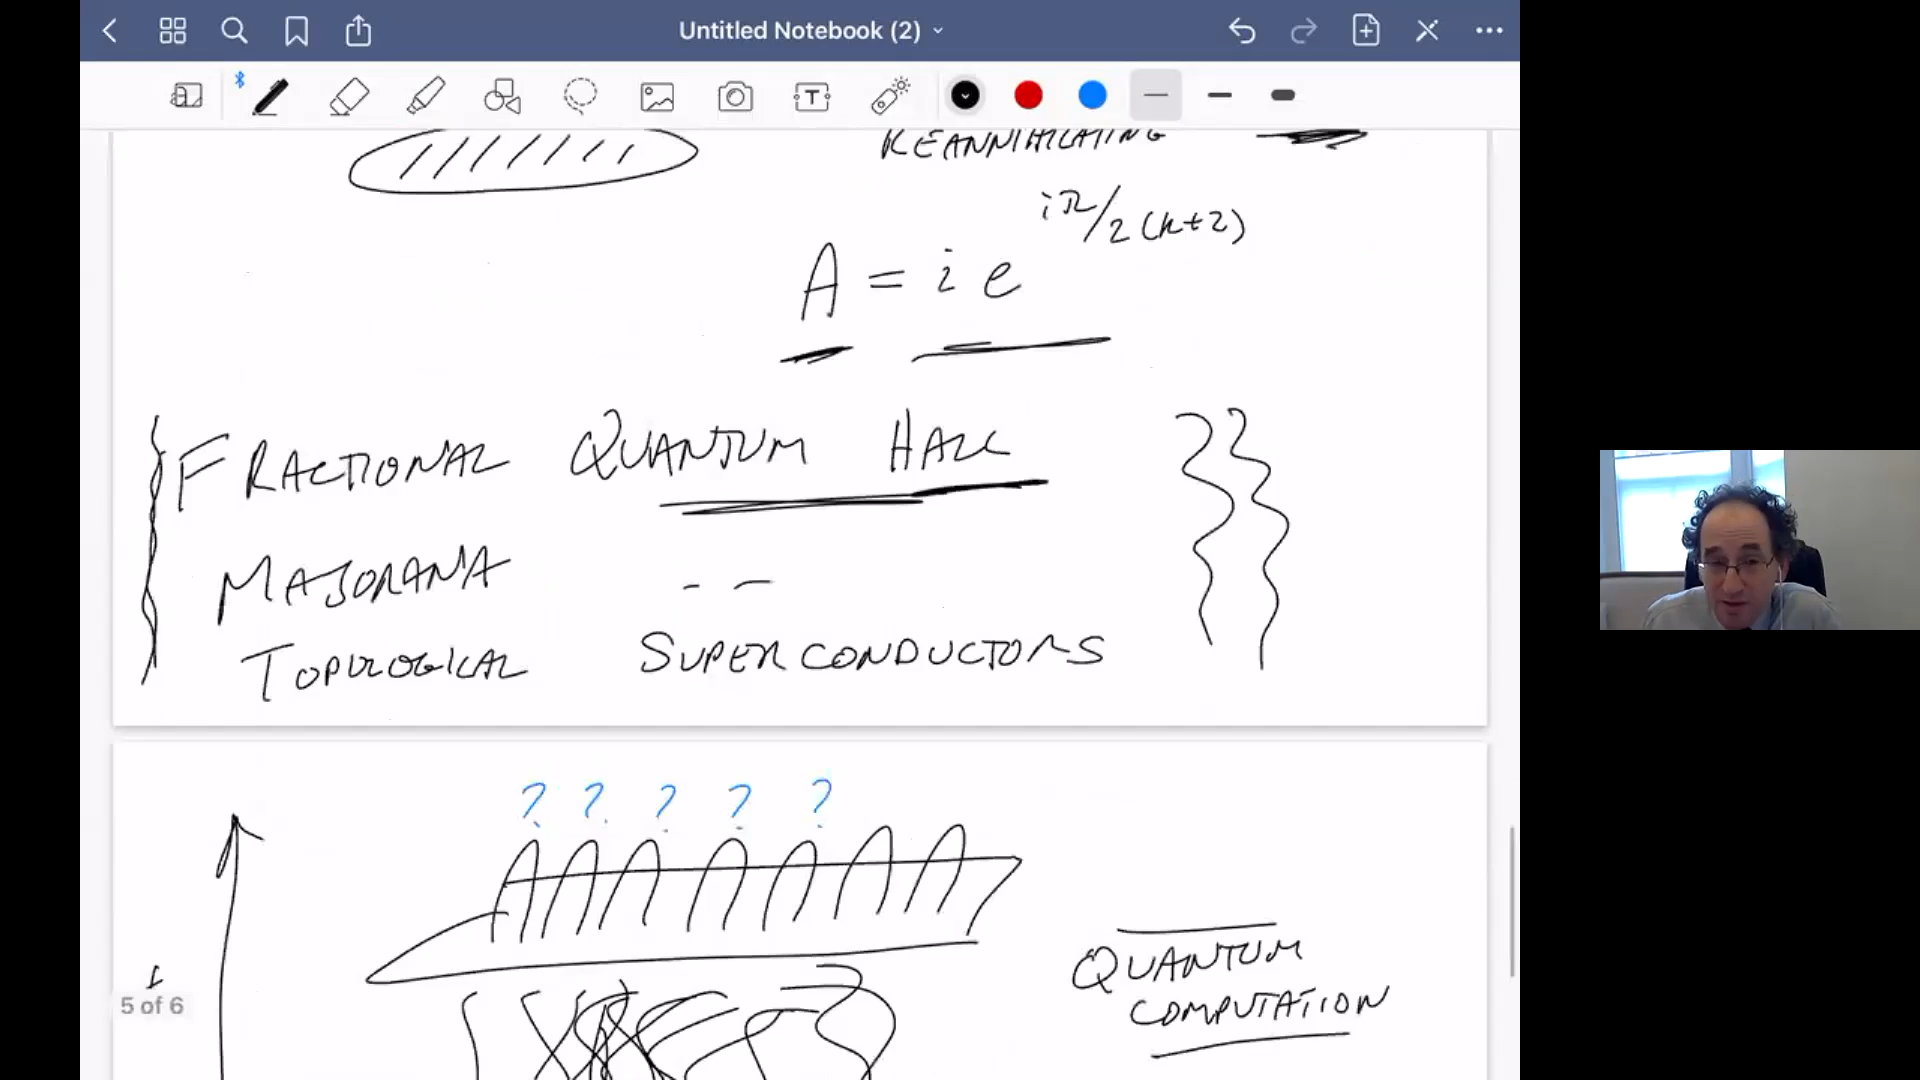 Untitled Notebook (2)
T
REANNIHILATING
A = i e^{iπ/2(k+2)}
FRACTIONAL QUANTUM HALL
MAJORANA - -
TOPOLOGICAL SUPERCONDUCTORS
? ? ? ? ?
QUANTUM
COMPUTATION
t
5 of 6